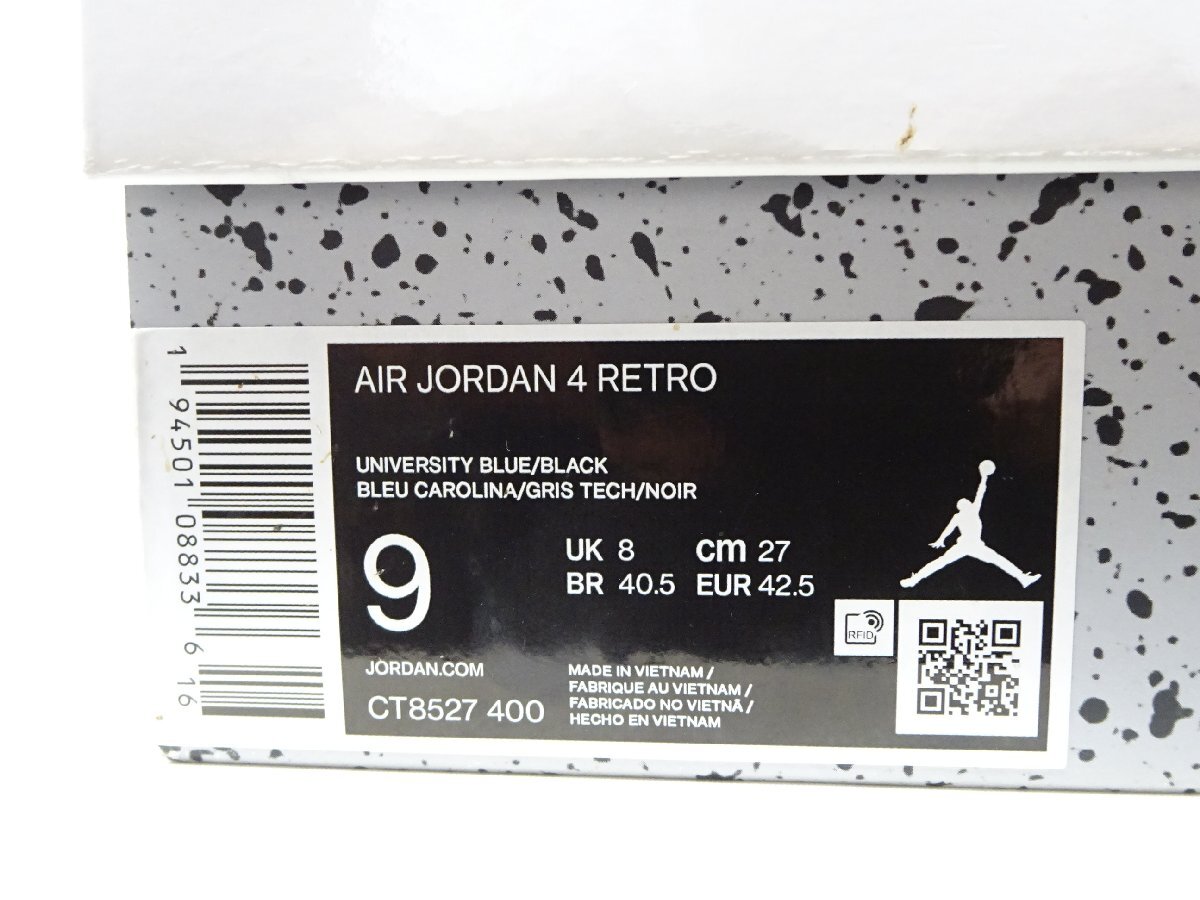 AIR JORDAN 4 RETRO
UNIVERSITY BLUE/BLACK
BLEU CAROLINA/GRIS TECH/NOIR
9
UK 8 cm 27
BR 40.5 EUR 42.5
RFID
JORDAN.COM
CT8527 400
MADE IN VIETNAM /
FABRIQUE AU VIETNAM /
FABRICADO NO VIETNÃ /
HECHO EN VIETNAM
1 94501 08833 6 16